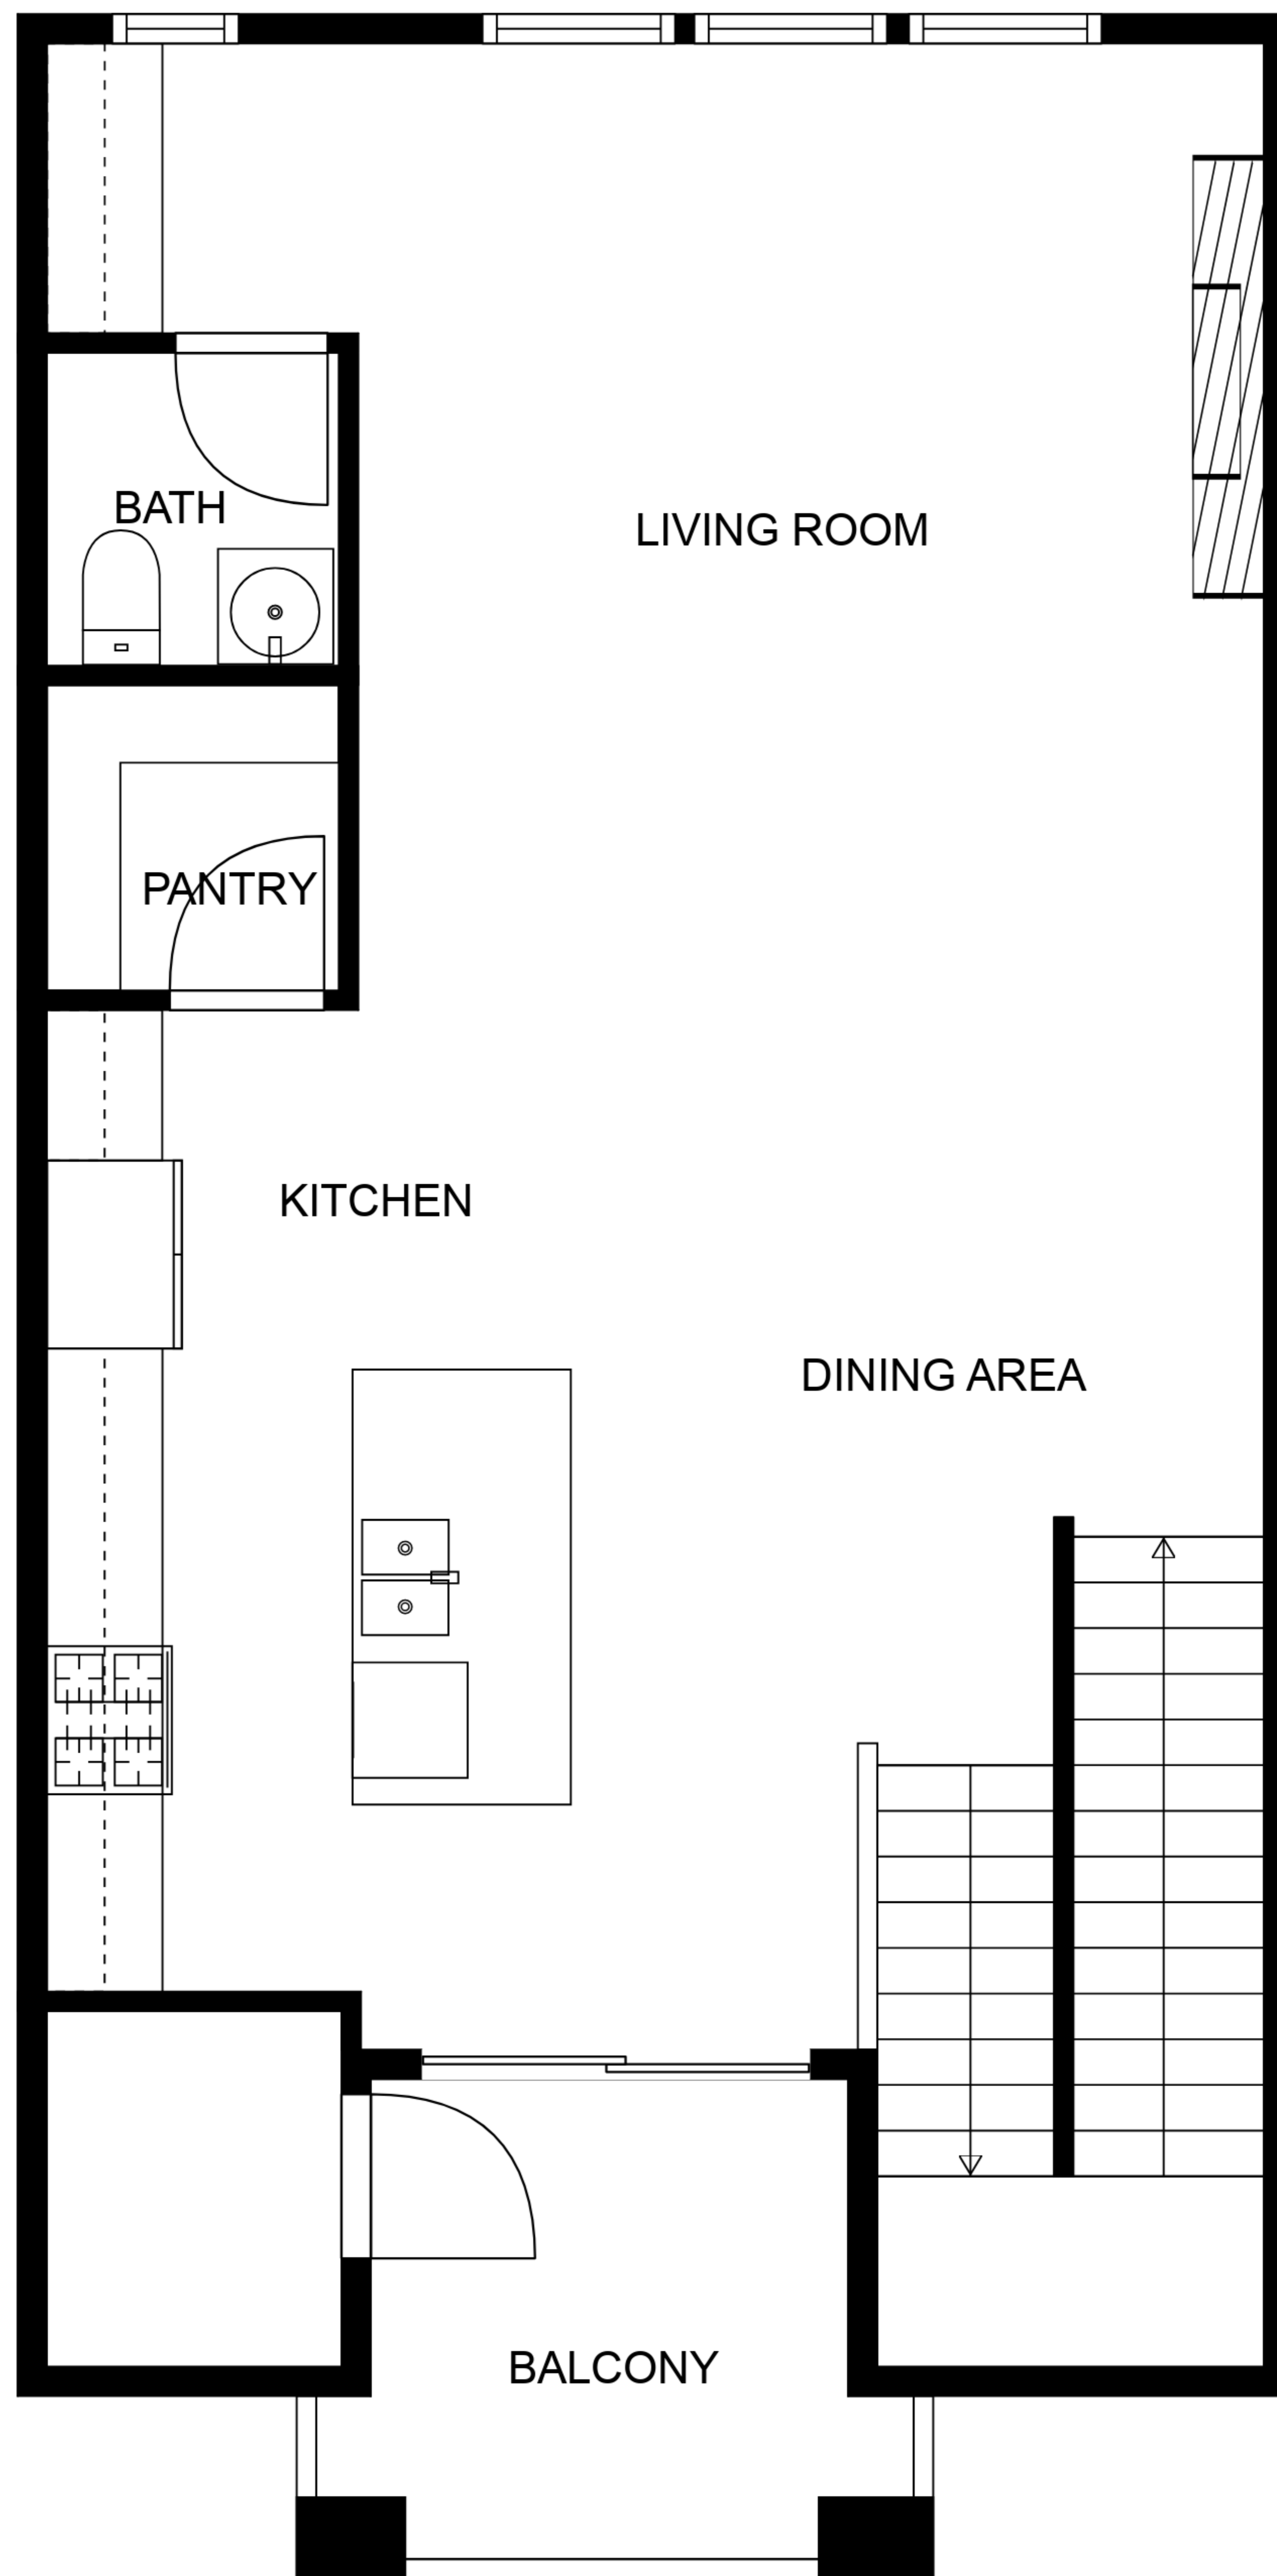 BATH
LIVING ROOM
PANTRY
KITCHEN
DINING AREA
BALCONY